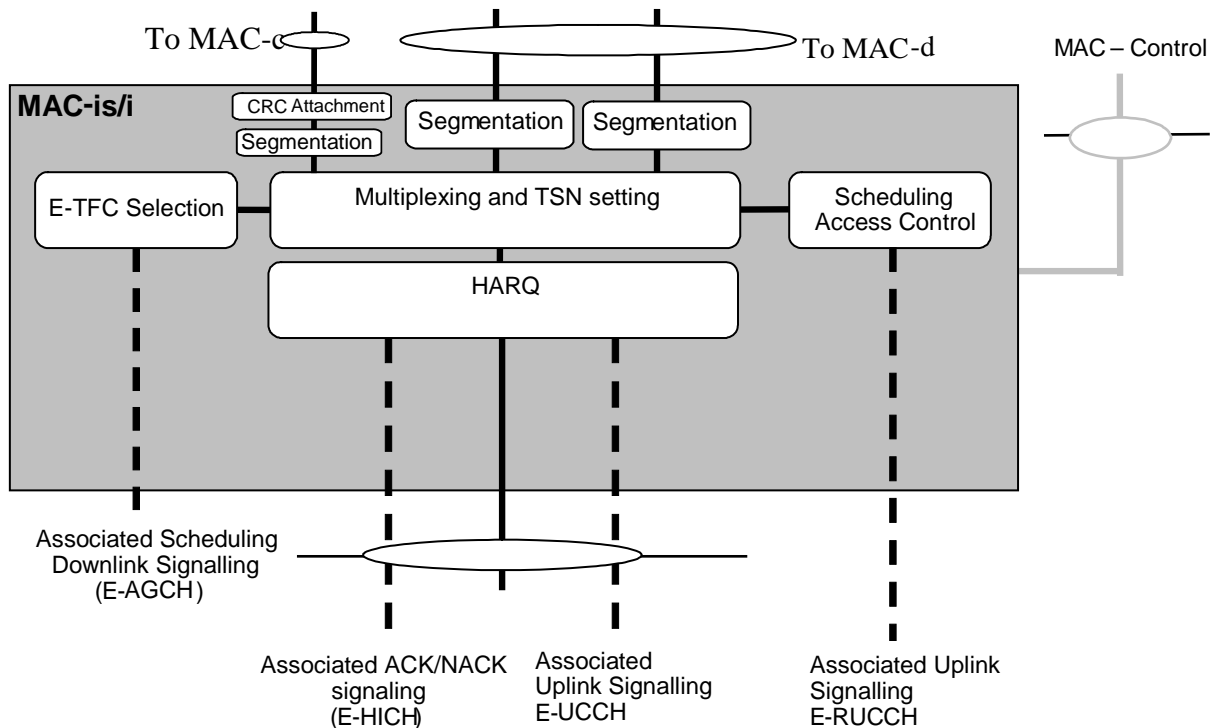 To MAC-c
To MAC-d
MAC – Control
MAC-is/i
CRC Attachment
Segmentation
Segmentation
Segmentation
E-TFC Selection
Multiplexing and TSN setting
Scheduling
Access Control
HARQ
Associated Scheduling
Downlink Signalling
(E-AGCH)
Associated ACK/NACK
signaling
(E-HICH)
Associated
Uplink Signalling
E-UCCH
Associated Uplink
Signalling
E-RUCCH